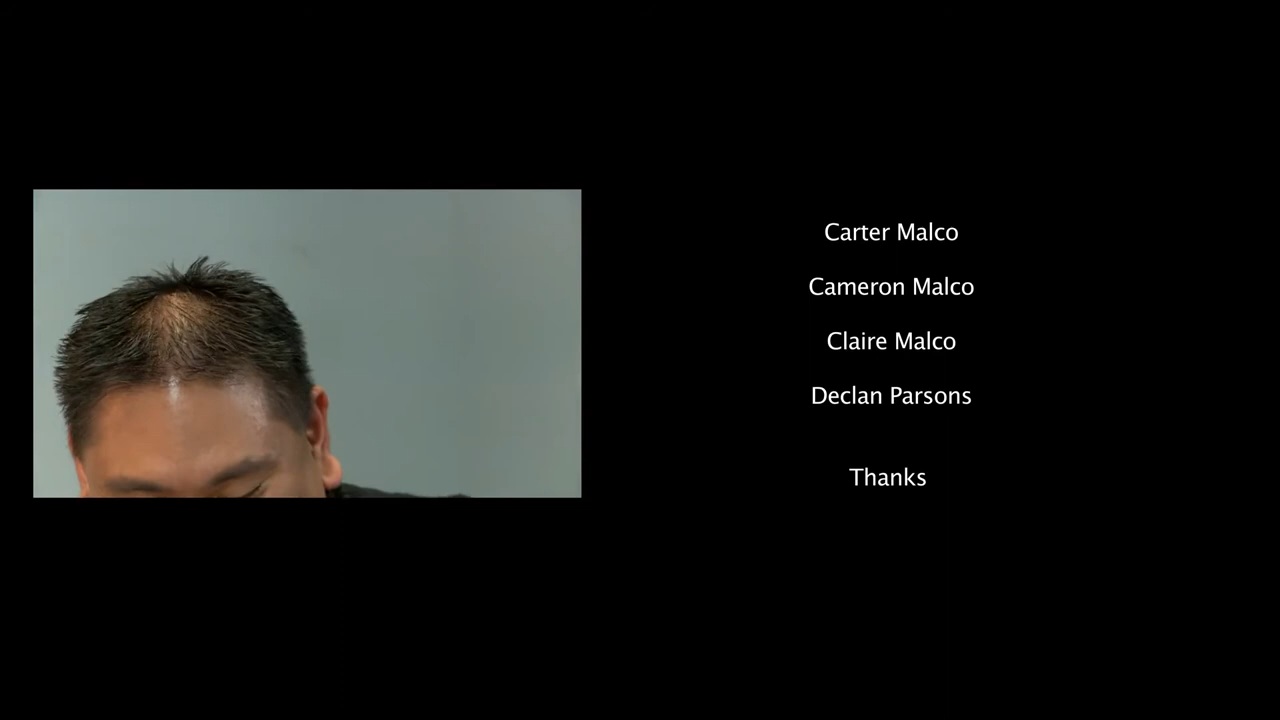 Carter Malco
Cameron Malco
Claire Malco
Declan Parsons
Thanks